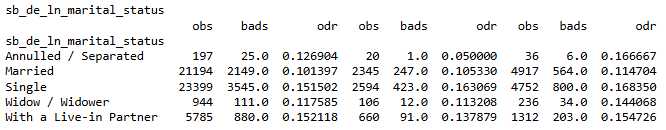 sb_de_ln_marital_status
obs bads odr obs bads odr obs bads odr
sb_de_ln_marital_status
Annulled / Separated 197 25.0 0.126904 20 1.0 0.050000 36 6.0 0.166667
Married 21194 2149.0 0.101397 2345 247.0 0.105330 4917 564.0 0.114704
Single 23399 3545.0 0.151502 2594 423.0 0.163069 4752 800.0 0.168350
Widow / Widower 944 111.0 0.117585 106 12.0 0.113208 236 34.0 0.144068
With a Live-in Partner 5785 880.0 0.152118 660 91.0 0.137879 1312 203.0 0.154726